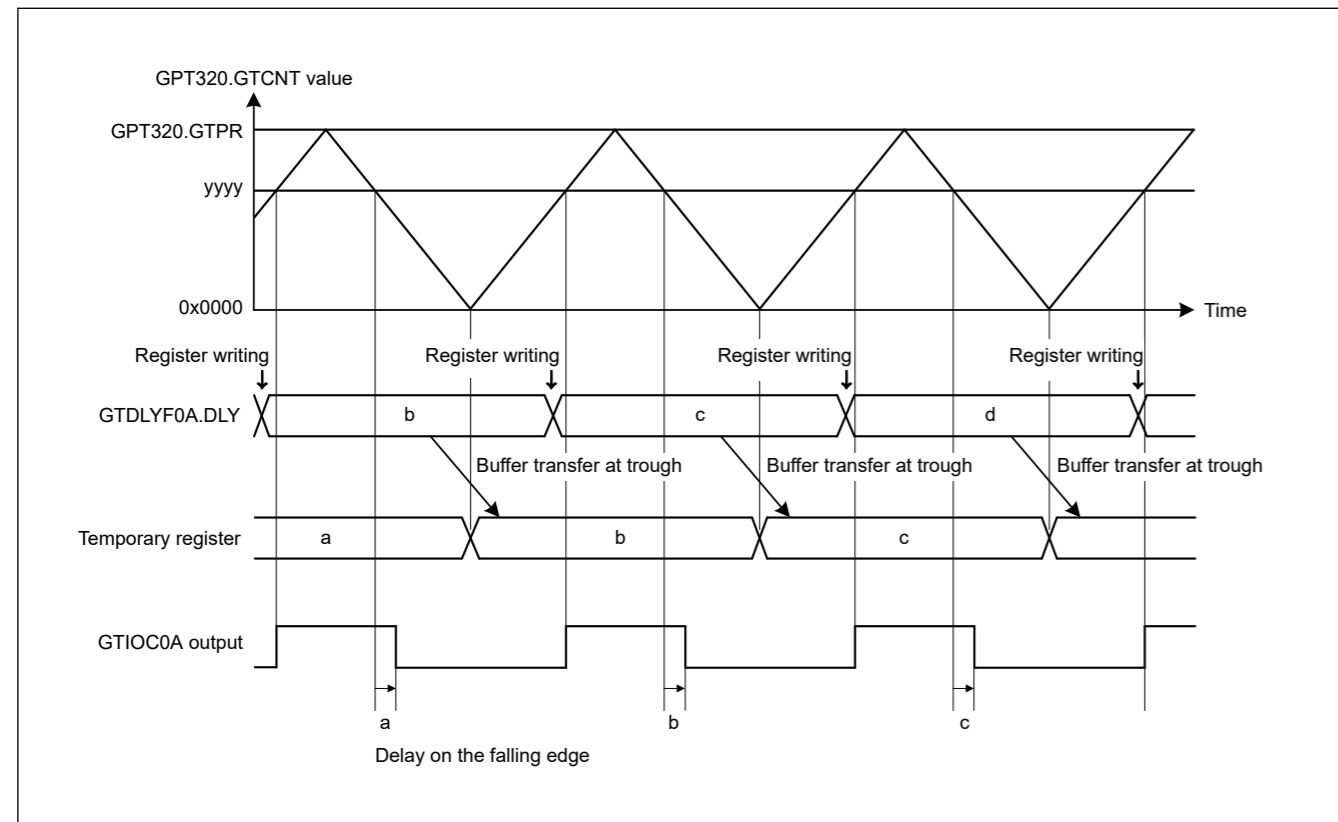 GPT320.GTCNT value
GPT320.GTPR
yyyy
0x0000
Time
Register writing
Register writing
Register writing
Register writing
GTDLYF0A.DLY
b
c
d
Buffer transfer at trough
Buffer transfer at trough
Buffer transfer at trough
Temporary register
a
b
c
GTIOC0A output
a
b
c
Delay on the falling edge